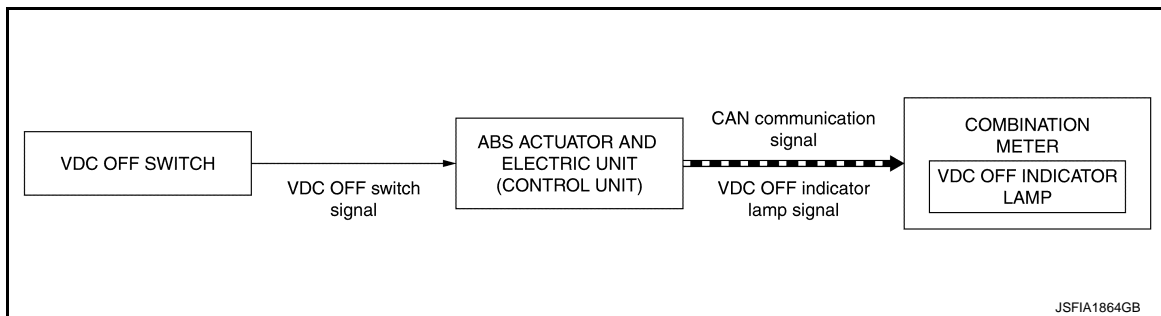 VDC OFF SWITCH
VDC OFF switch
signal
ABS ACTUATOR AND
ELECTRIC UNIT
(CONTROL UNIT)
CAN communication
signal
VDC OFF indicator
lamp signal
COMBINATION
METER
VDC OFF INDICATOR
LAMP
JSFIA1864GB